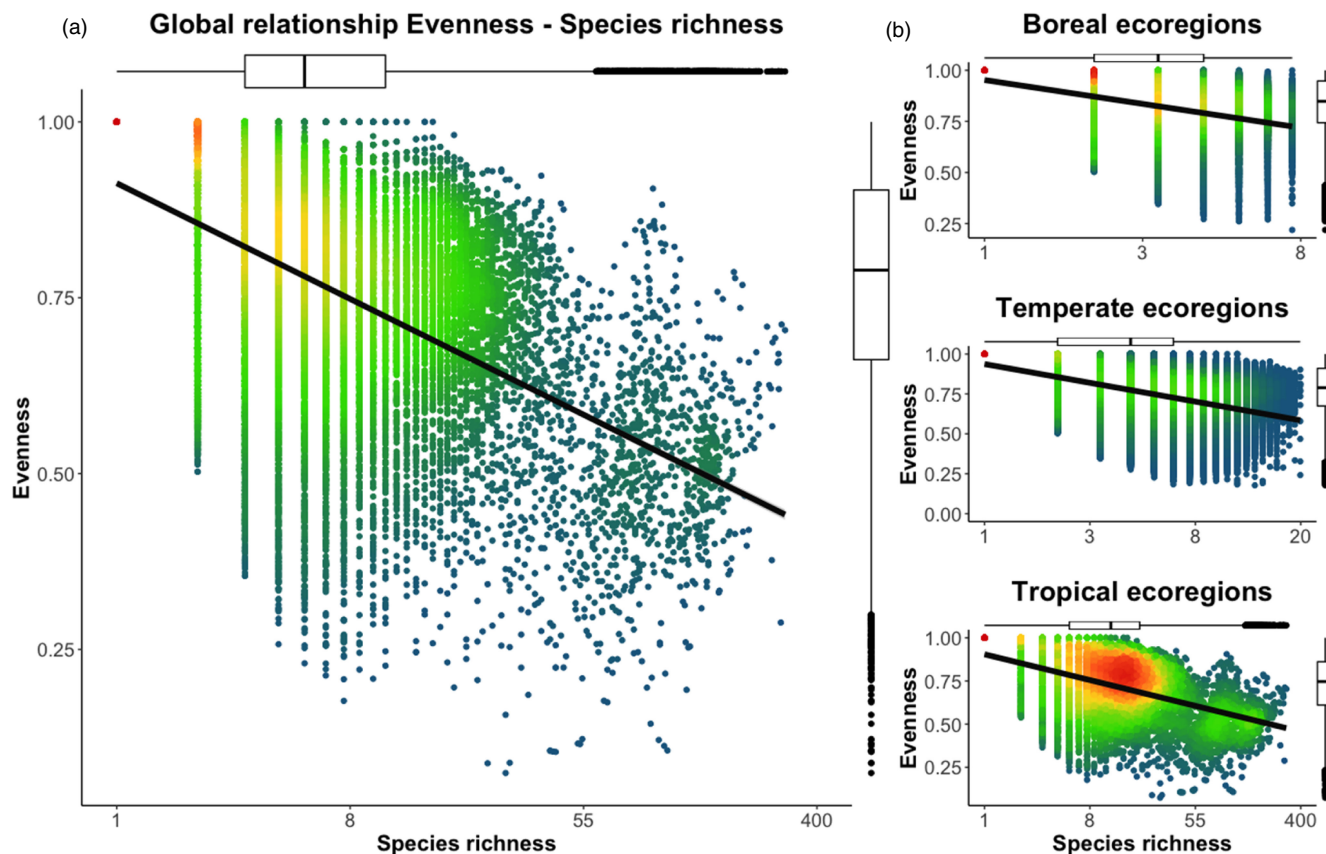 (a)
Global relationship Evenness - Species richness
1.00
0.75
0.50
0.25
Evenness
1
8
55
400
Species richness
(b)
Boreal ecoregions
1.00
0.75
0.50
0.25
Evenness
1
3
8
Temperate ecoregions
1.00
0.75
0.50
0.25
0.00
Evenness
1
3
8
20
Tropical ecoregions
1.00
0.75
0.50
0.25
Evenness
1
8
55
400
Species richness